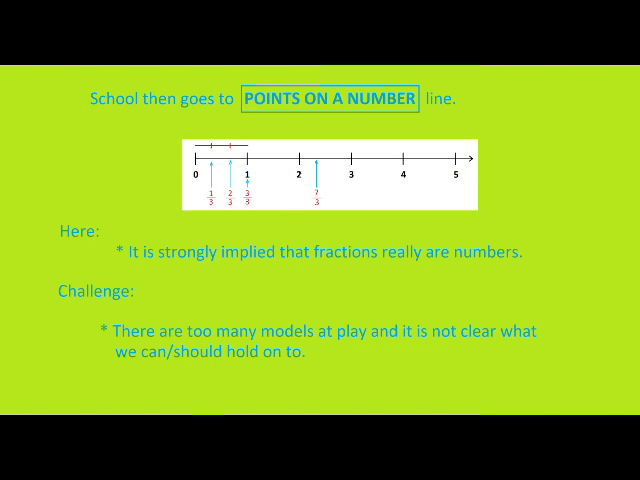 School then goes to POINTS ON A NUMBER line.
0 1 2 3 4 5
1/3 2/3 3/3 7/3
Here:
* It is strongly implied that fractions really are numbers.
Challenge:
* There are too many models at play and it is not clear what
we can/should hold on to.